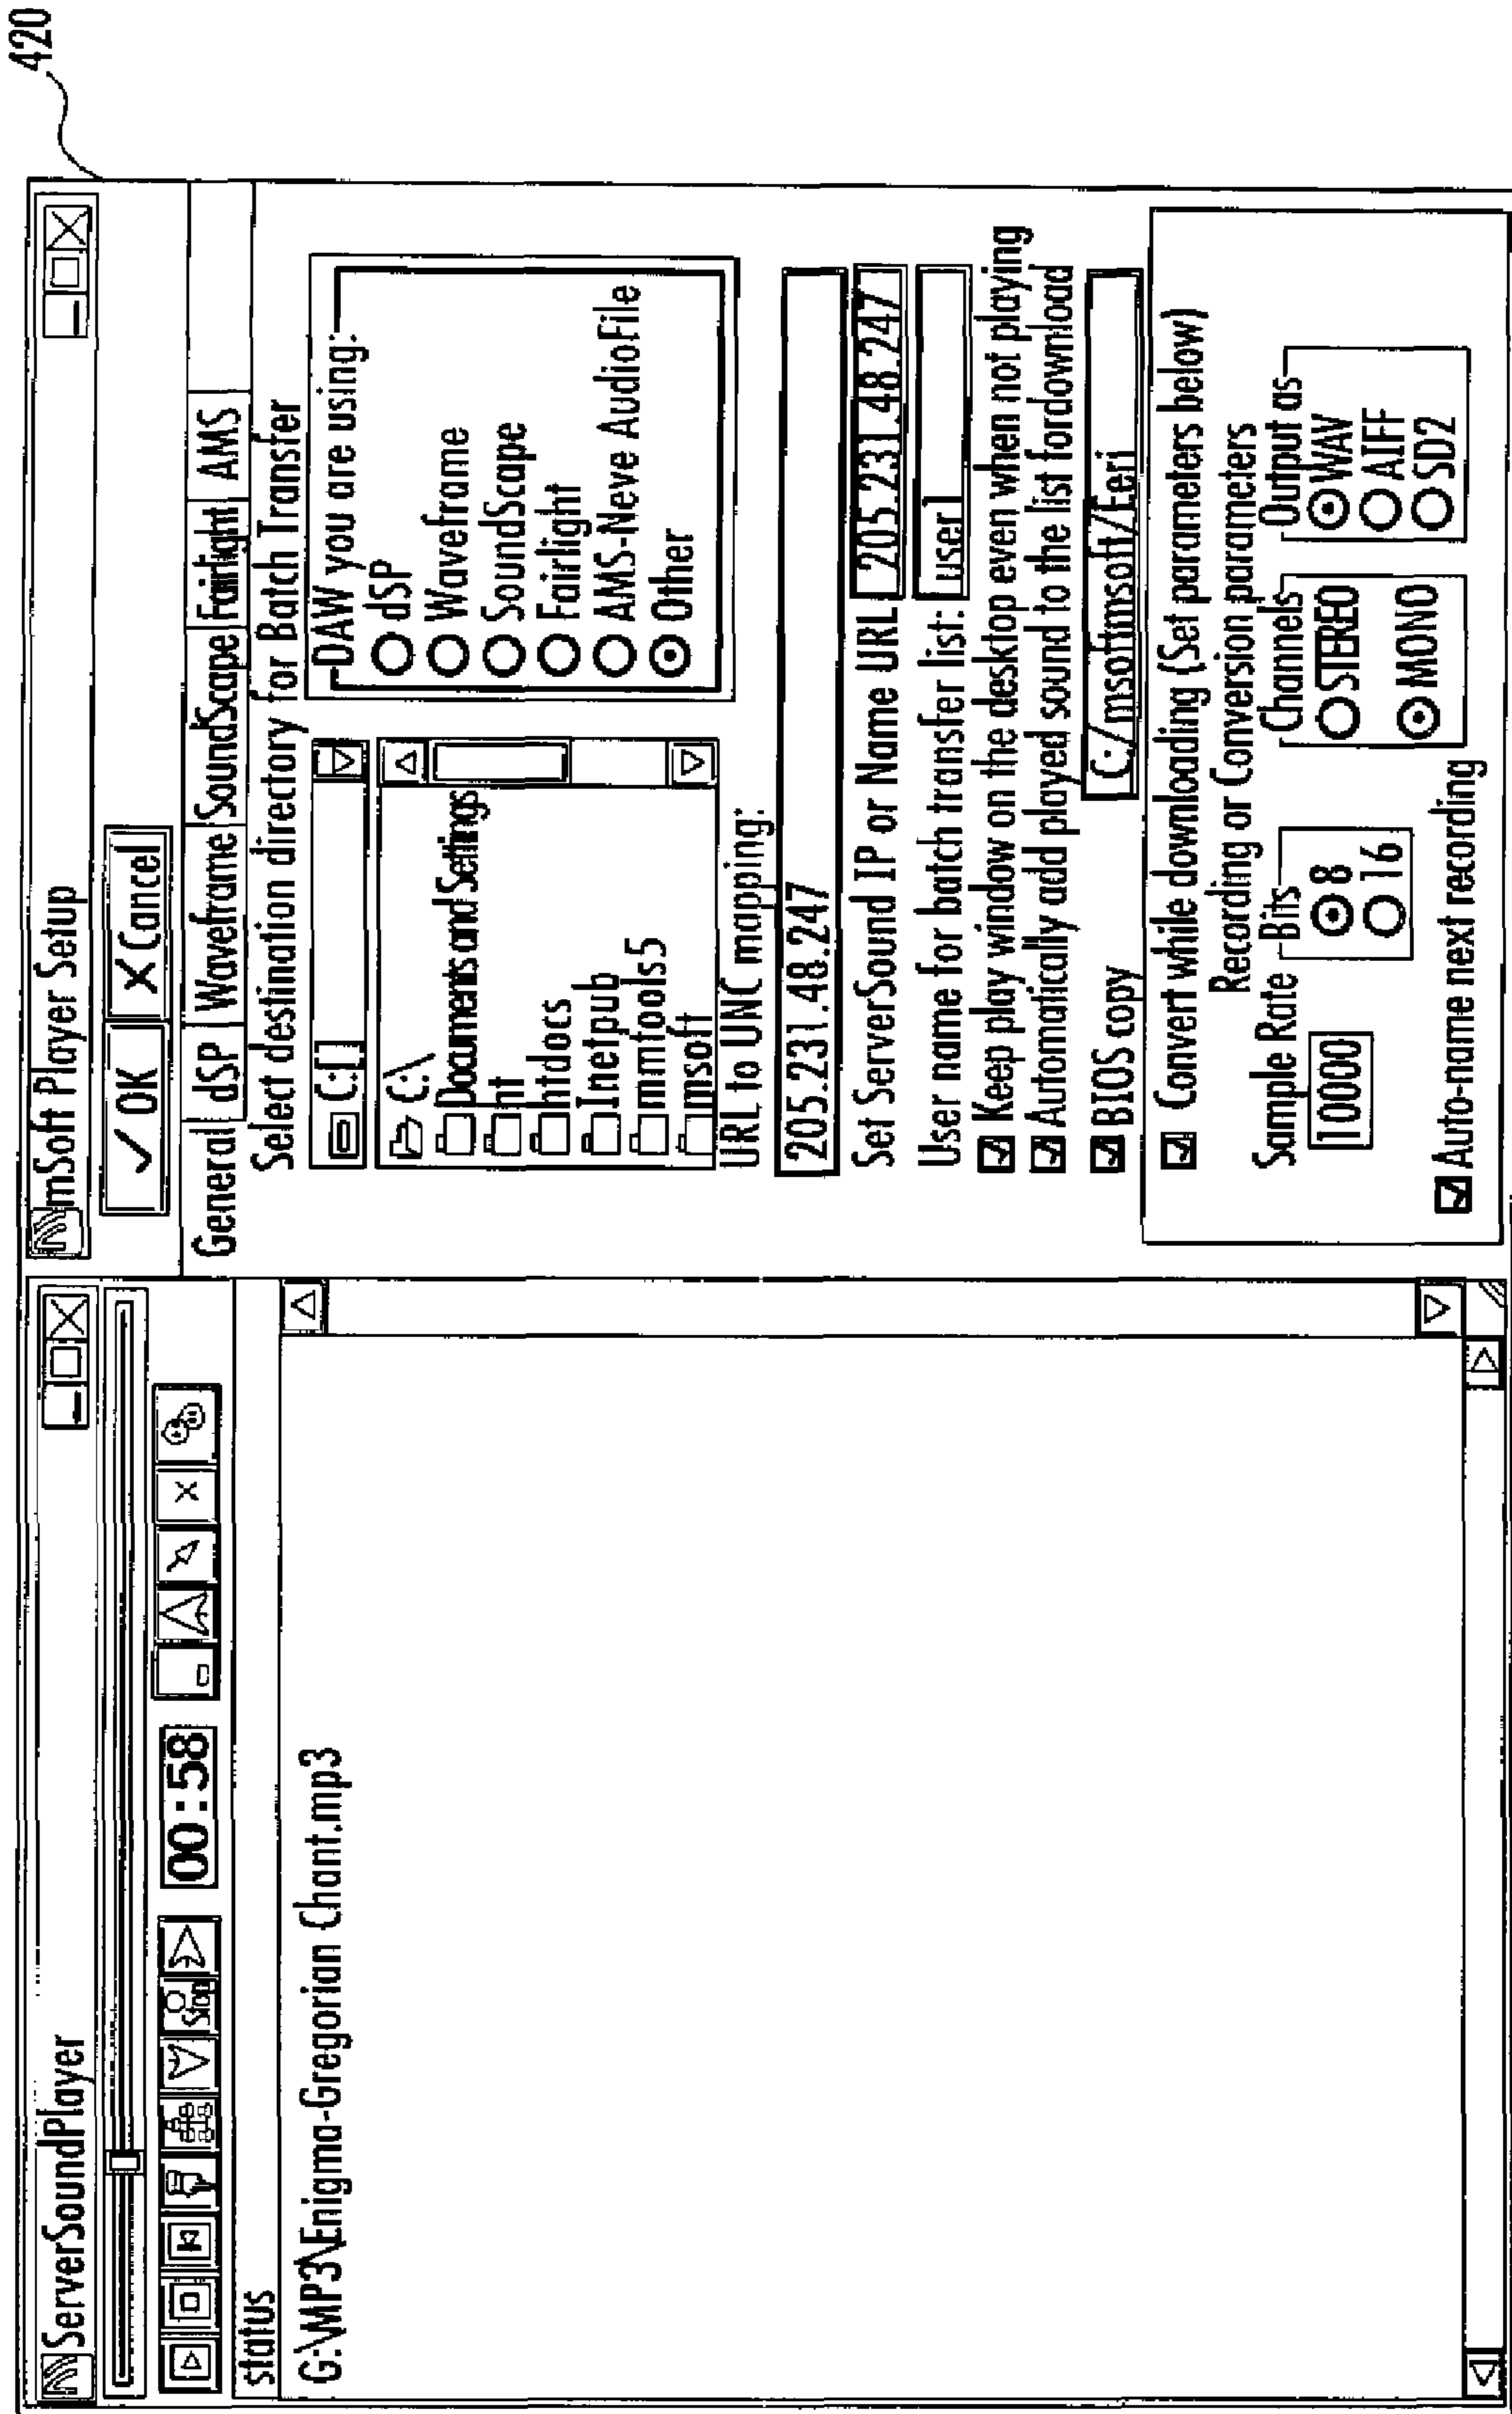 420
ServerSoundPlayer
Stop
00:58
status
G:\MP3\Enigma-Gregorian Chant.mp3
mSoft Player Setup
OK
X Cancel
General dSP Waveframe SoundScape Fairlight AMS
Select destination directory for Batch Transfer
C:[]
C:\
Documents and Settings
ht
htdocs
Inetpub
mmtools5
msoft
DAW you are using:
dSP
Waveframe
SoundScape
Fairlight
AMS-Neve AudioFile
Other
URL to UNC mapping:
205.231.48.247
Set ServerSound IP or Name URL 205.231.48.247
User name for batch transfer list: user
Keep play window on the desktop even when not playing
Automatically add played sound to the list fordownload
BIOS copy C:/msoftmsoft/Feri
Convert while downloading (Set parameters below)
Recording or Conversion parameters
Sample Rate Bits Channels Output as
10000
8
16
STEREO
MONO
WAV
AIFF
SD2
Auto-name next recording